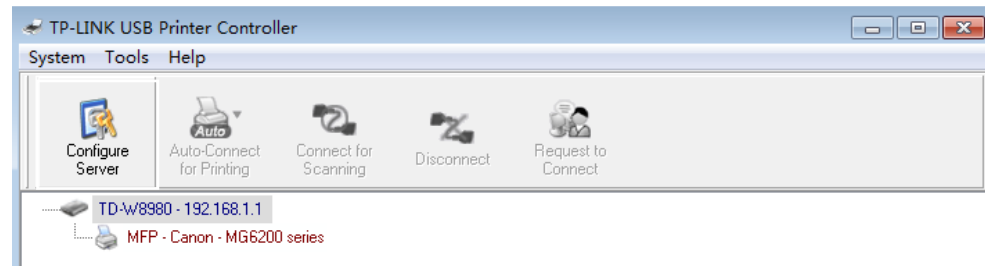 TP-LINK USB Printer Controller
System Tools Help
Configure Server
Auto
Auto-Connect for Printing
Connect for Scanning
Disconnect
Request to Connect
TD-W8980 - 192.168.1.1
MFP - Canon - MG6200 series